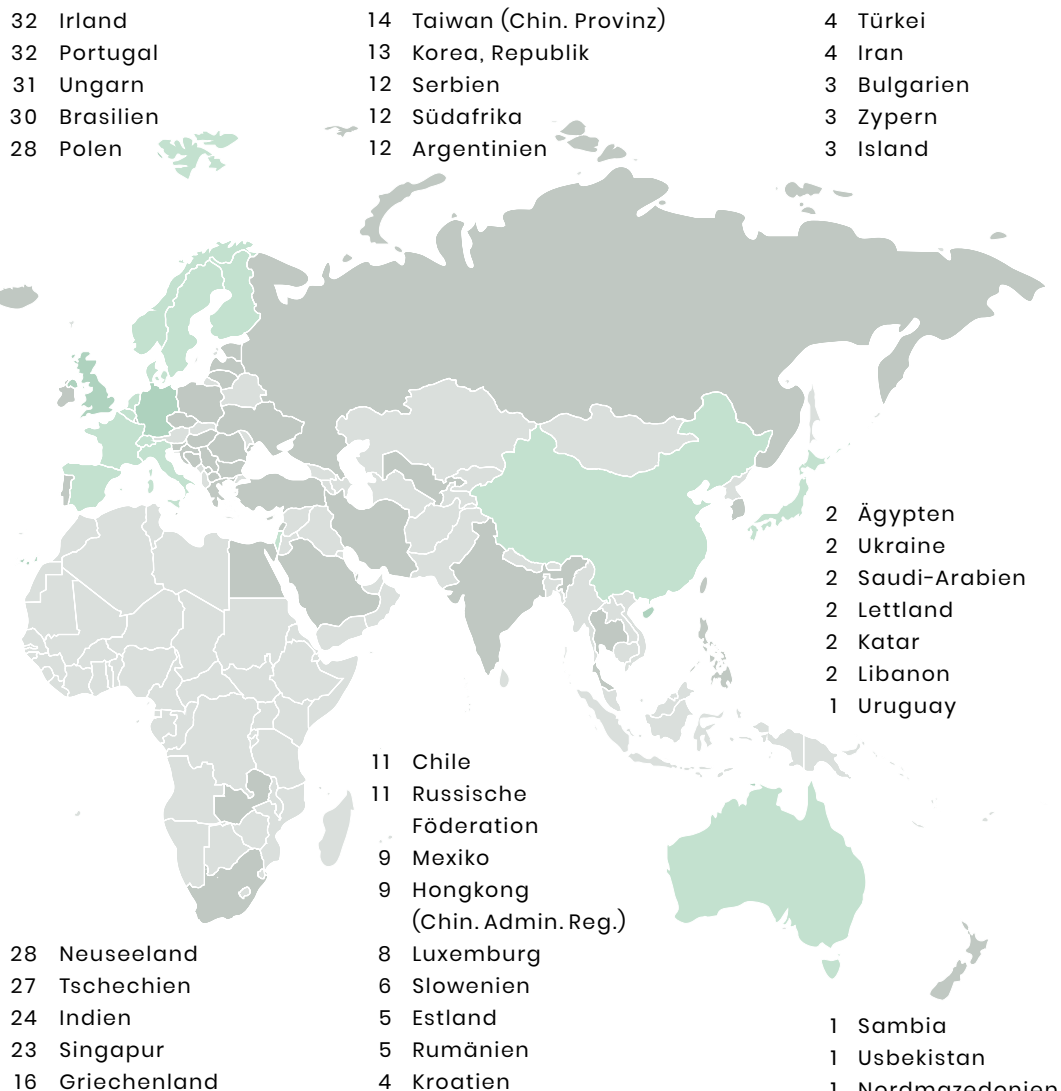 32 Irland
32 Portugal
31 Ungarn
30 Brasilien
28 Polen
28 Neuseeland
27 Tschechien
24 Indien
23 Singapur
16 Griechenland
14 Taiwan (Chin. Provinz)
13 Korea, Republik
12 Serbien
12 Südafrika
12 Argentinien
11 Chile
11 Russische
Föderation
9 Mexiko
9 Hongkong
(Chin. Admin. Reg.)
8 Luxemburg
6 Slowenien
5 Estland
5 Rumänien
4 Kroatien
4 Türkei
4 Iran
3 Bulgarien
3 Zypern
3 Island
2 Ägypten
2 Ukraine
2 Saudi-Arabien
2 Lettland
2 Katar
2 Libanon
1 Uruguay
1 Sambia
1 Usbekistan
1 Nordmazedonien